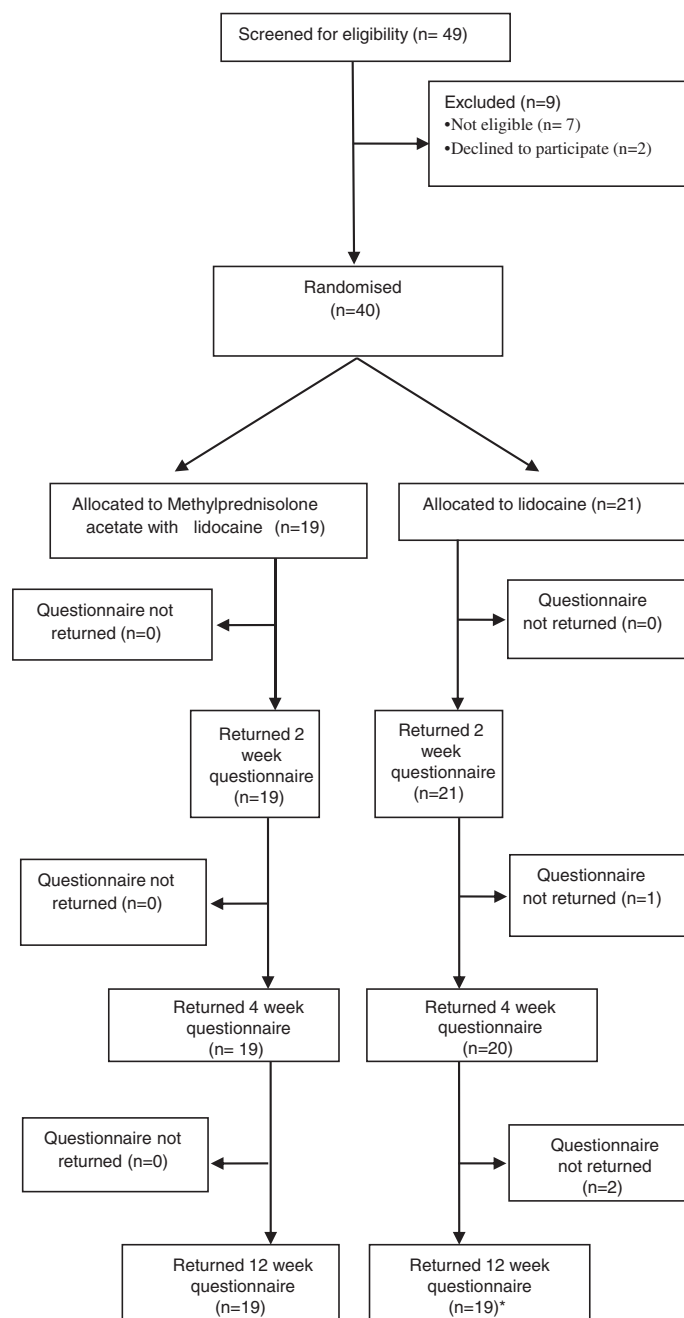 Screened for eligibility (n= 49)
Excluded (n=9)
•Not eligible (n= 7)
•Declined to participate (n=2)
Randomised
(n=40)
Allocated to Methylprednisolone
acetate with lidocaine (n=19)
Allocated to lidocaine (n=21)
Questionnaire not
returned (n=0)
Questionnaire
not returned (n=0)
Returned 2
week
questionnaire
(n=19)
Returned 2
week
questionnaire
(n=21)
Questionnaire not
returned (n=0)
Questionnaire
not returned (n=1)
Returned 4 week
questionnaire
(n= 19)
Returned 4 week
questionnaire
(n=20)
Questionnaire not
returned (n=0)
Questionnaire
not returned
(n=2)
Returned 12 week
questionnaire
(n=19)
Returned 12 week
questionnaire
(n=19)*